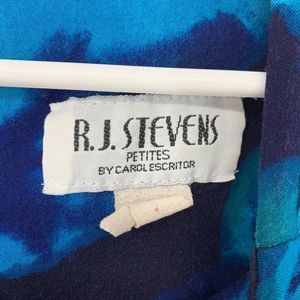 R.J. STEVENS
PETITES
BY CAROL ESCRITOR